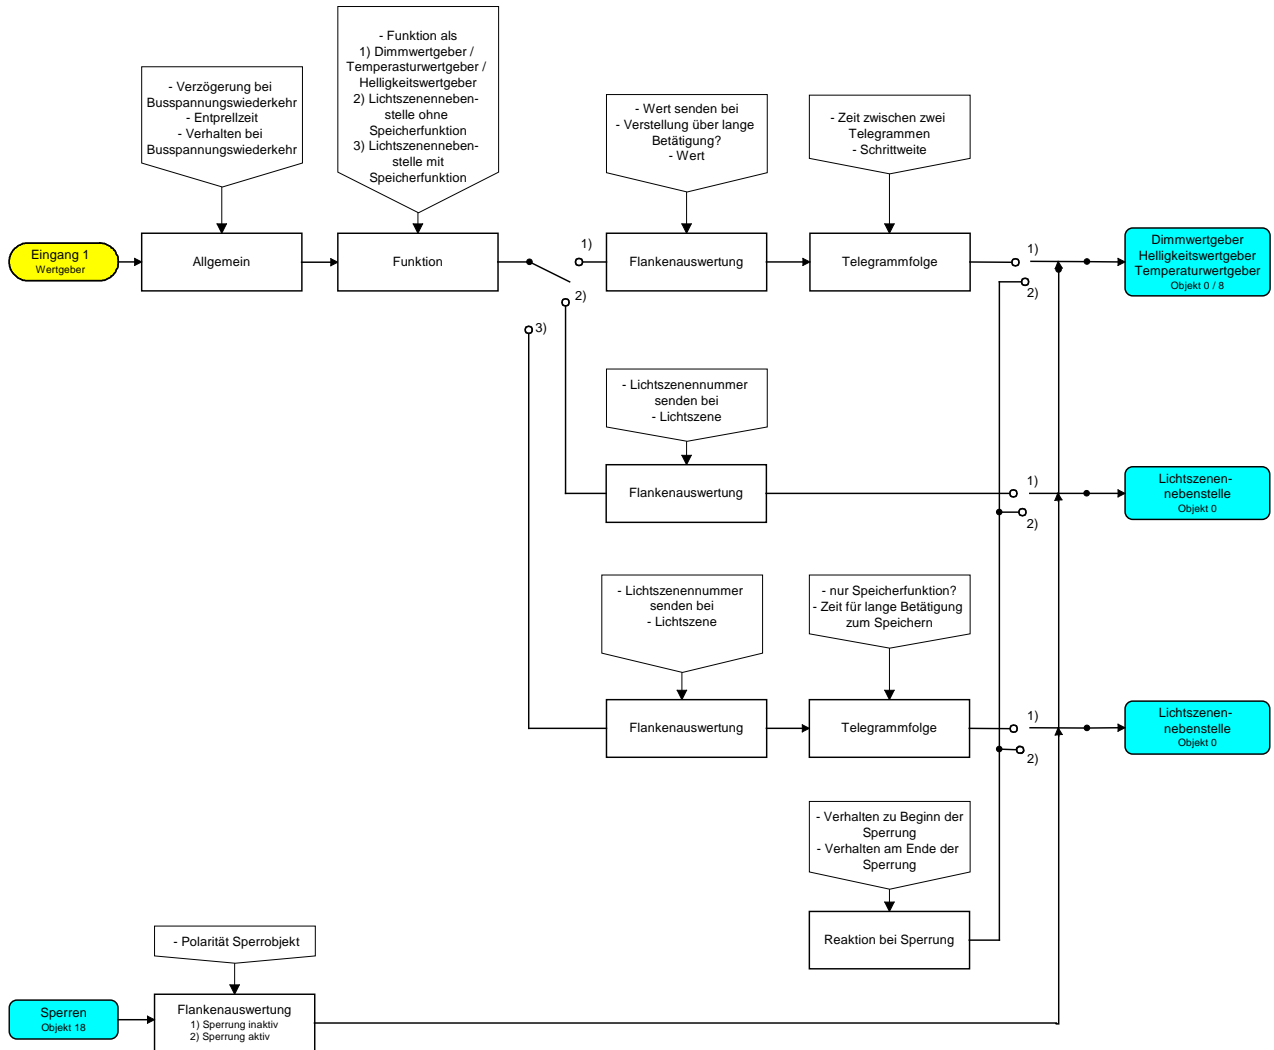 - Funktion als
1) Dimmwertgeber /
Temperasturwertgeber /
Helligkeitswertgeber
2) Lichtszenenneben-
stelle ohne
Speicherfunktion
3) Lichtszenenneben-
stelle mit
Speicherfunktion
- Verzögerung bei
Busspannungswiederkehr
- Entprellzeit
- Verhalten bei
Busspannungswiederkehr
- Wert senden bei
- Verstellung über lange
Betätigung?
- Wert
- Zeit zwischen zwei
Telegrammen
- Schrittweite
Eingang 1
Wertgeber
Allgemein
Funktion
1)
2)
3)
Flankenauswertung
Telegrammfolge
1)
2)
Dimmwertgeber
Helligkeitswertgeber
Temperaturwertgeber
Objekt 0 / 8
- Lichtszenennummer
senden bei
- Lichtszene
Flankenauswertung
1)
2)
Lichtszenen-
nebenstelle
Objekt 0
- Lichtszenennummer
senden bei
- Lichtszene
- nur Speicherfunktion?
- Zeit für lange Betätigung
zum Speichern
Flankenauswertung
Telegrammfolge
1)
2)
Lichtszenen-
nebenstelle
Objekt 0
- Verhalten zu Beginn der
Sperrung
- Verhalten am Ende der
Sperrung
Reaktion bei Sperrung
- Polarität Sperrobjekt
Sperren
Objekt 18
Flankenauswertung
1) Sperrung inaktiv
2) Sperrung aktiv